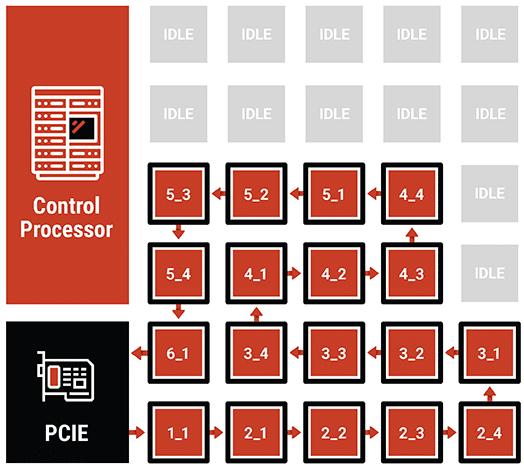 IDLE IDLE IDLE IDLE IDLE
IDLE IDLE IDLE IDLE IDLE
Control
Processor
5_3 5_2 5_1 4_4 IDLE
5_4 4_1 4_2 4_3 IDLE
6_1 3_4 3_3 3_2 3_1
PCIE
1_1 2_1 2_2 2_3 2_4